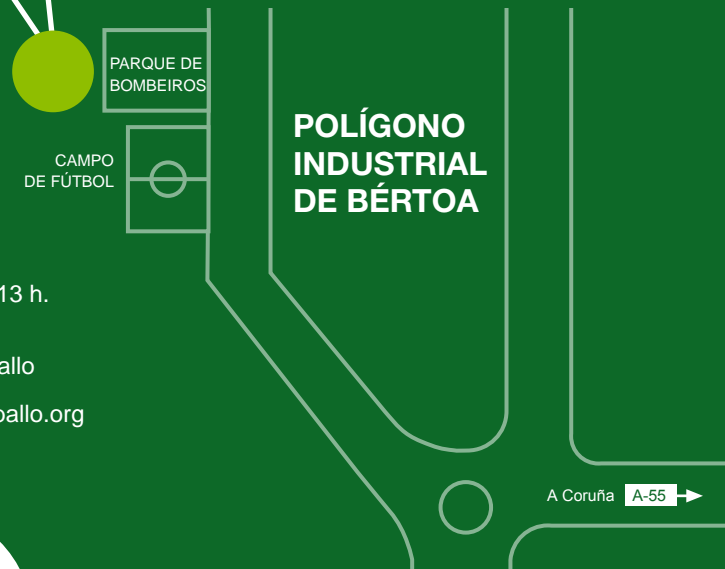 PARQUE DE
BOMBEIROS
POLÍGONO
INDUSTRIAL
DE BÉRTOA
CAMPO
DE FÚTBOL
13 h.
allo
ballo.org
A Coruña A-55